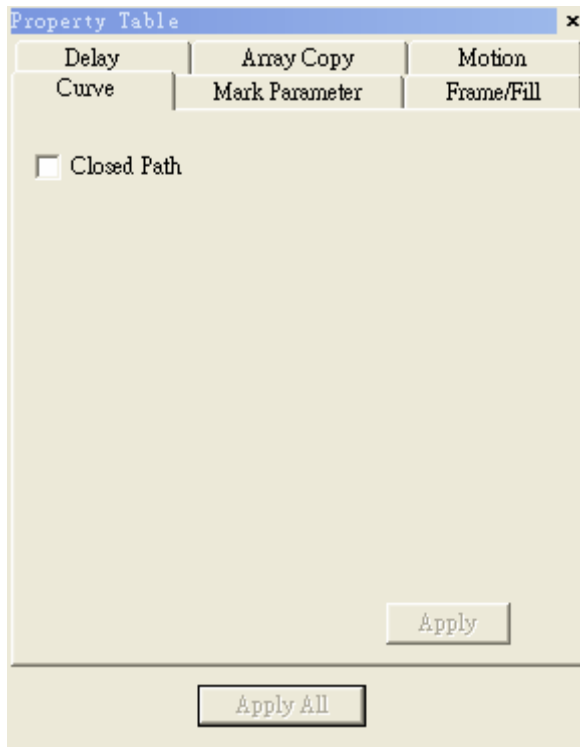 Property Table
Delay Array Copy Motion
Curve Mark Parameter Frame/Fill
Closed Path
Apply
Apply All